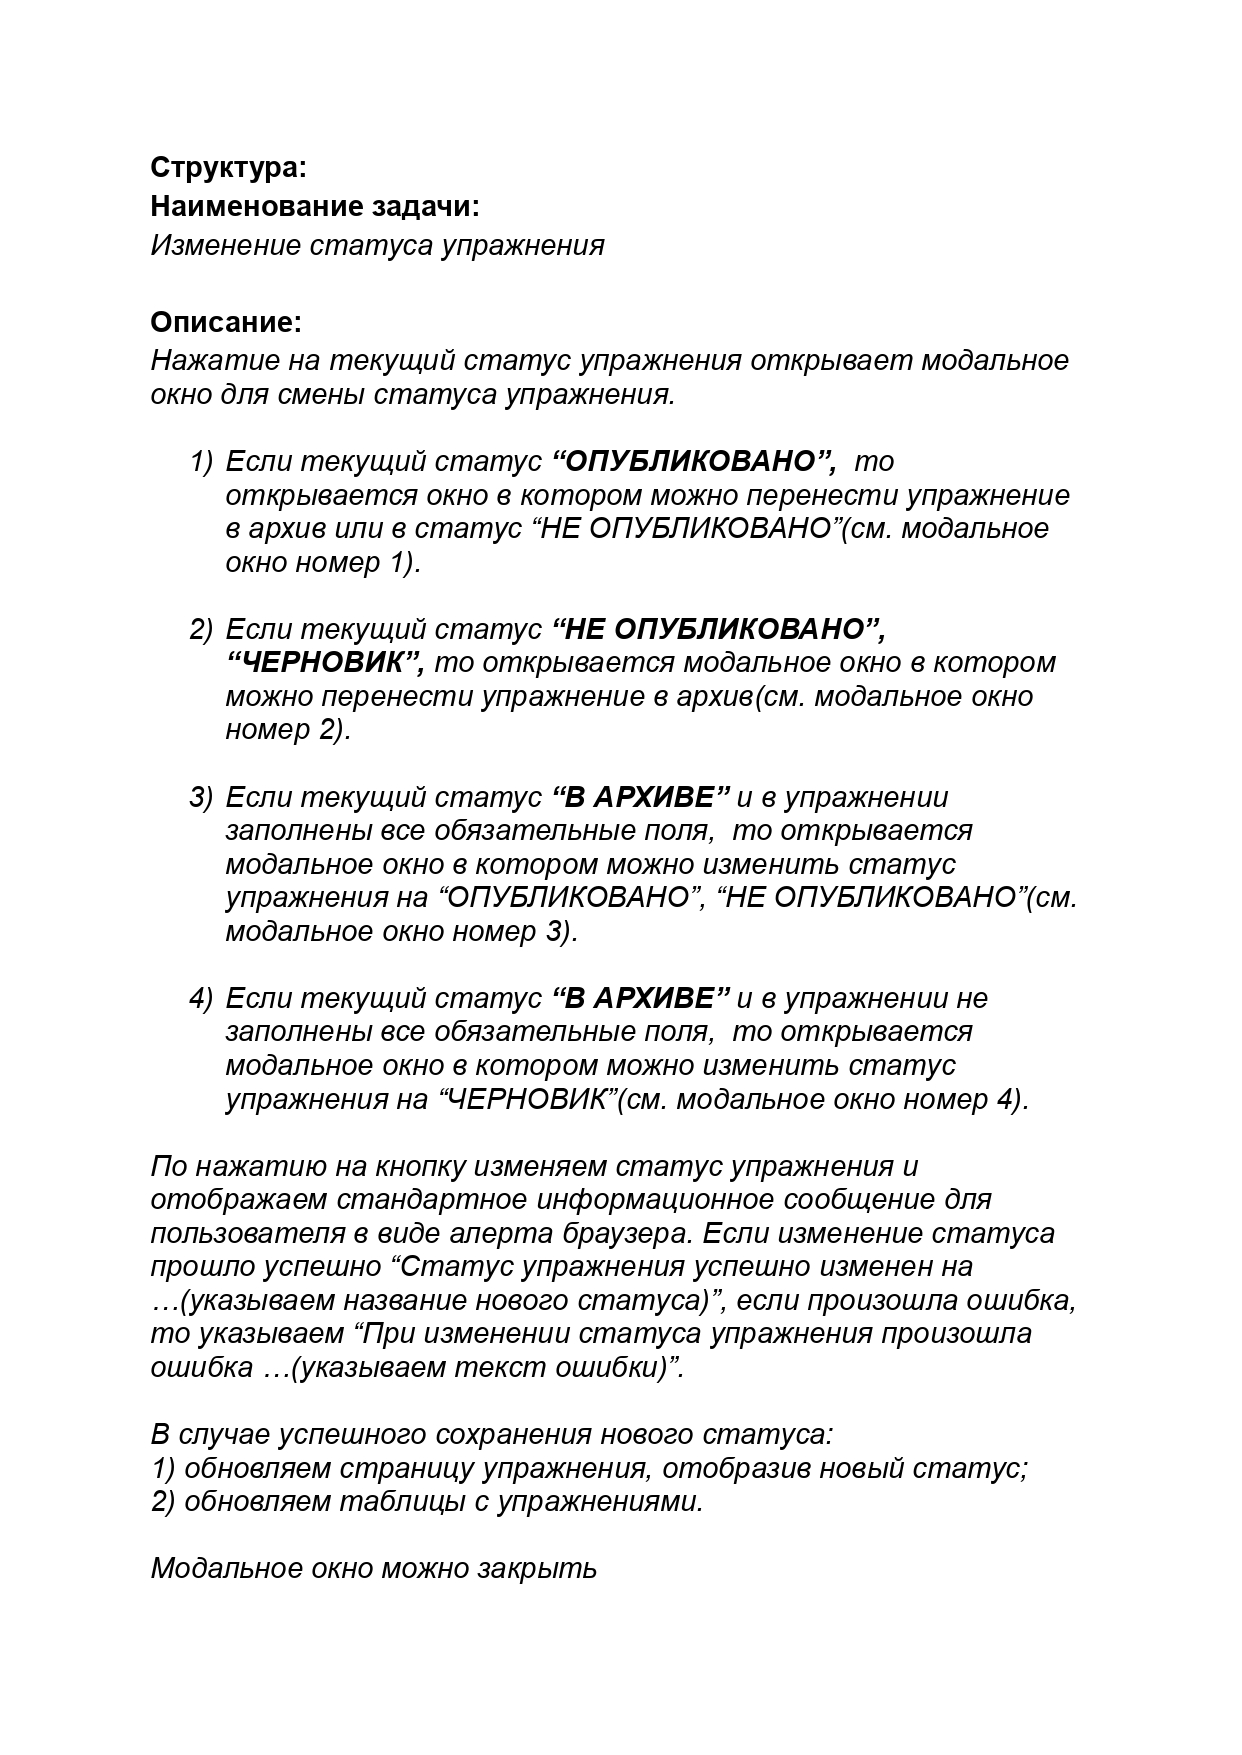 Структура:
Наименование задачи:
Изменение статуса упражнения
Описание:
Нажатие на текущий статус упражнения открывает модальное
окно для смены статуса упражнения.
1) Если текущий статус “ОПУБЛИКОВАНО”, то
открывается окно в котором можно перенести упражнение
в архив или в статус “НЕ ОПУБЛИКОВАНО”(см. модальное
окно номер 1).
2) Если текущий статус “НЕ ОПУБЛИКОВАНО”,
“ЧЕРНОВИК”, то открывается модальное окно в котором
можно перенести упражнение в архив(см. модальное окно
номер 2).
3) Если текущий статус “В АРХИВЕ” и в упражнении
заполнены все обязательные поля, то открывается
модальное окно в котором можно изменить статус
упражнения на “ОПУБЛИКОВАНО”, “НЕ ОПУБЛИКОВАНО”(см.
модальное окно номер 3).
4) Если текущий статус “В АРХИВЕ” и в упражнении не
заполнены все обязательные поля, то открывается
модальное окно в котором можно изменить статус
упражнения на “ЧЕРНОВИК”(см. модальное окно номер 4).
По нажатию на кнопку изменяем статус упражнения и
отображаем стандартное информационное сообщение для
пользователя в виде алерта браузера. Если изменение статуса
прошло успешно “Статус упражнения успешно изменен на
…(указываем название нового статуса)”, если произошла ошибка,
то указываем “При изменении статуса упражнения произошла
ошибка …(указываем текст ошибки)”.
В случае успешного сохранения нового статуса:
1) обновляем страницу упражнения, отобразив новый статус;
2) обновляем таблицы с упражнениями.
Модальное окно можно закрыть